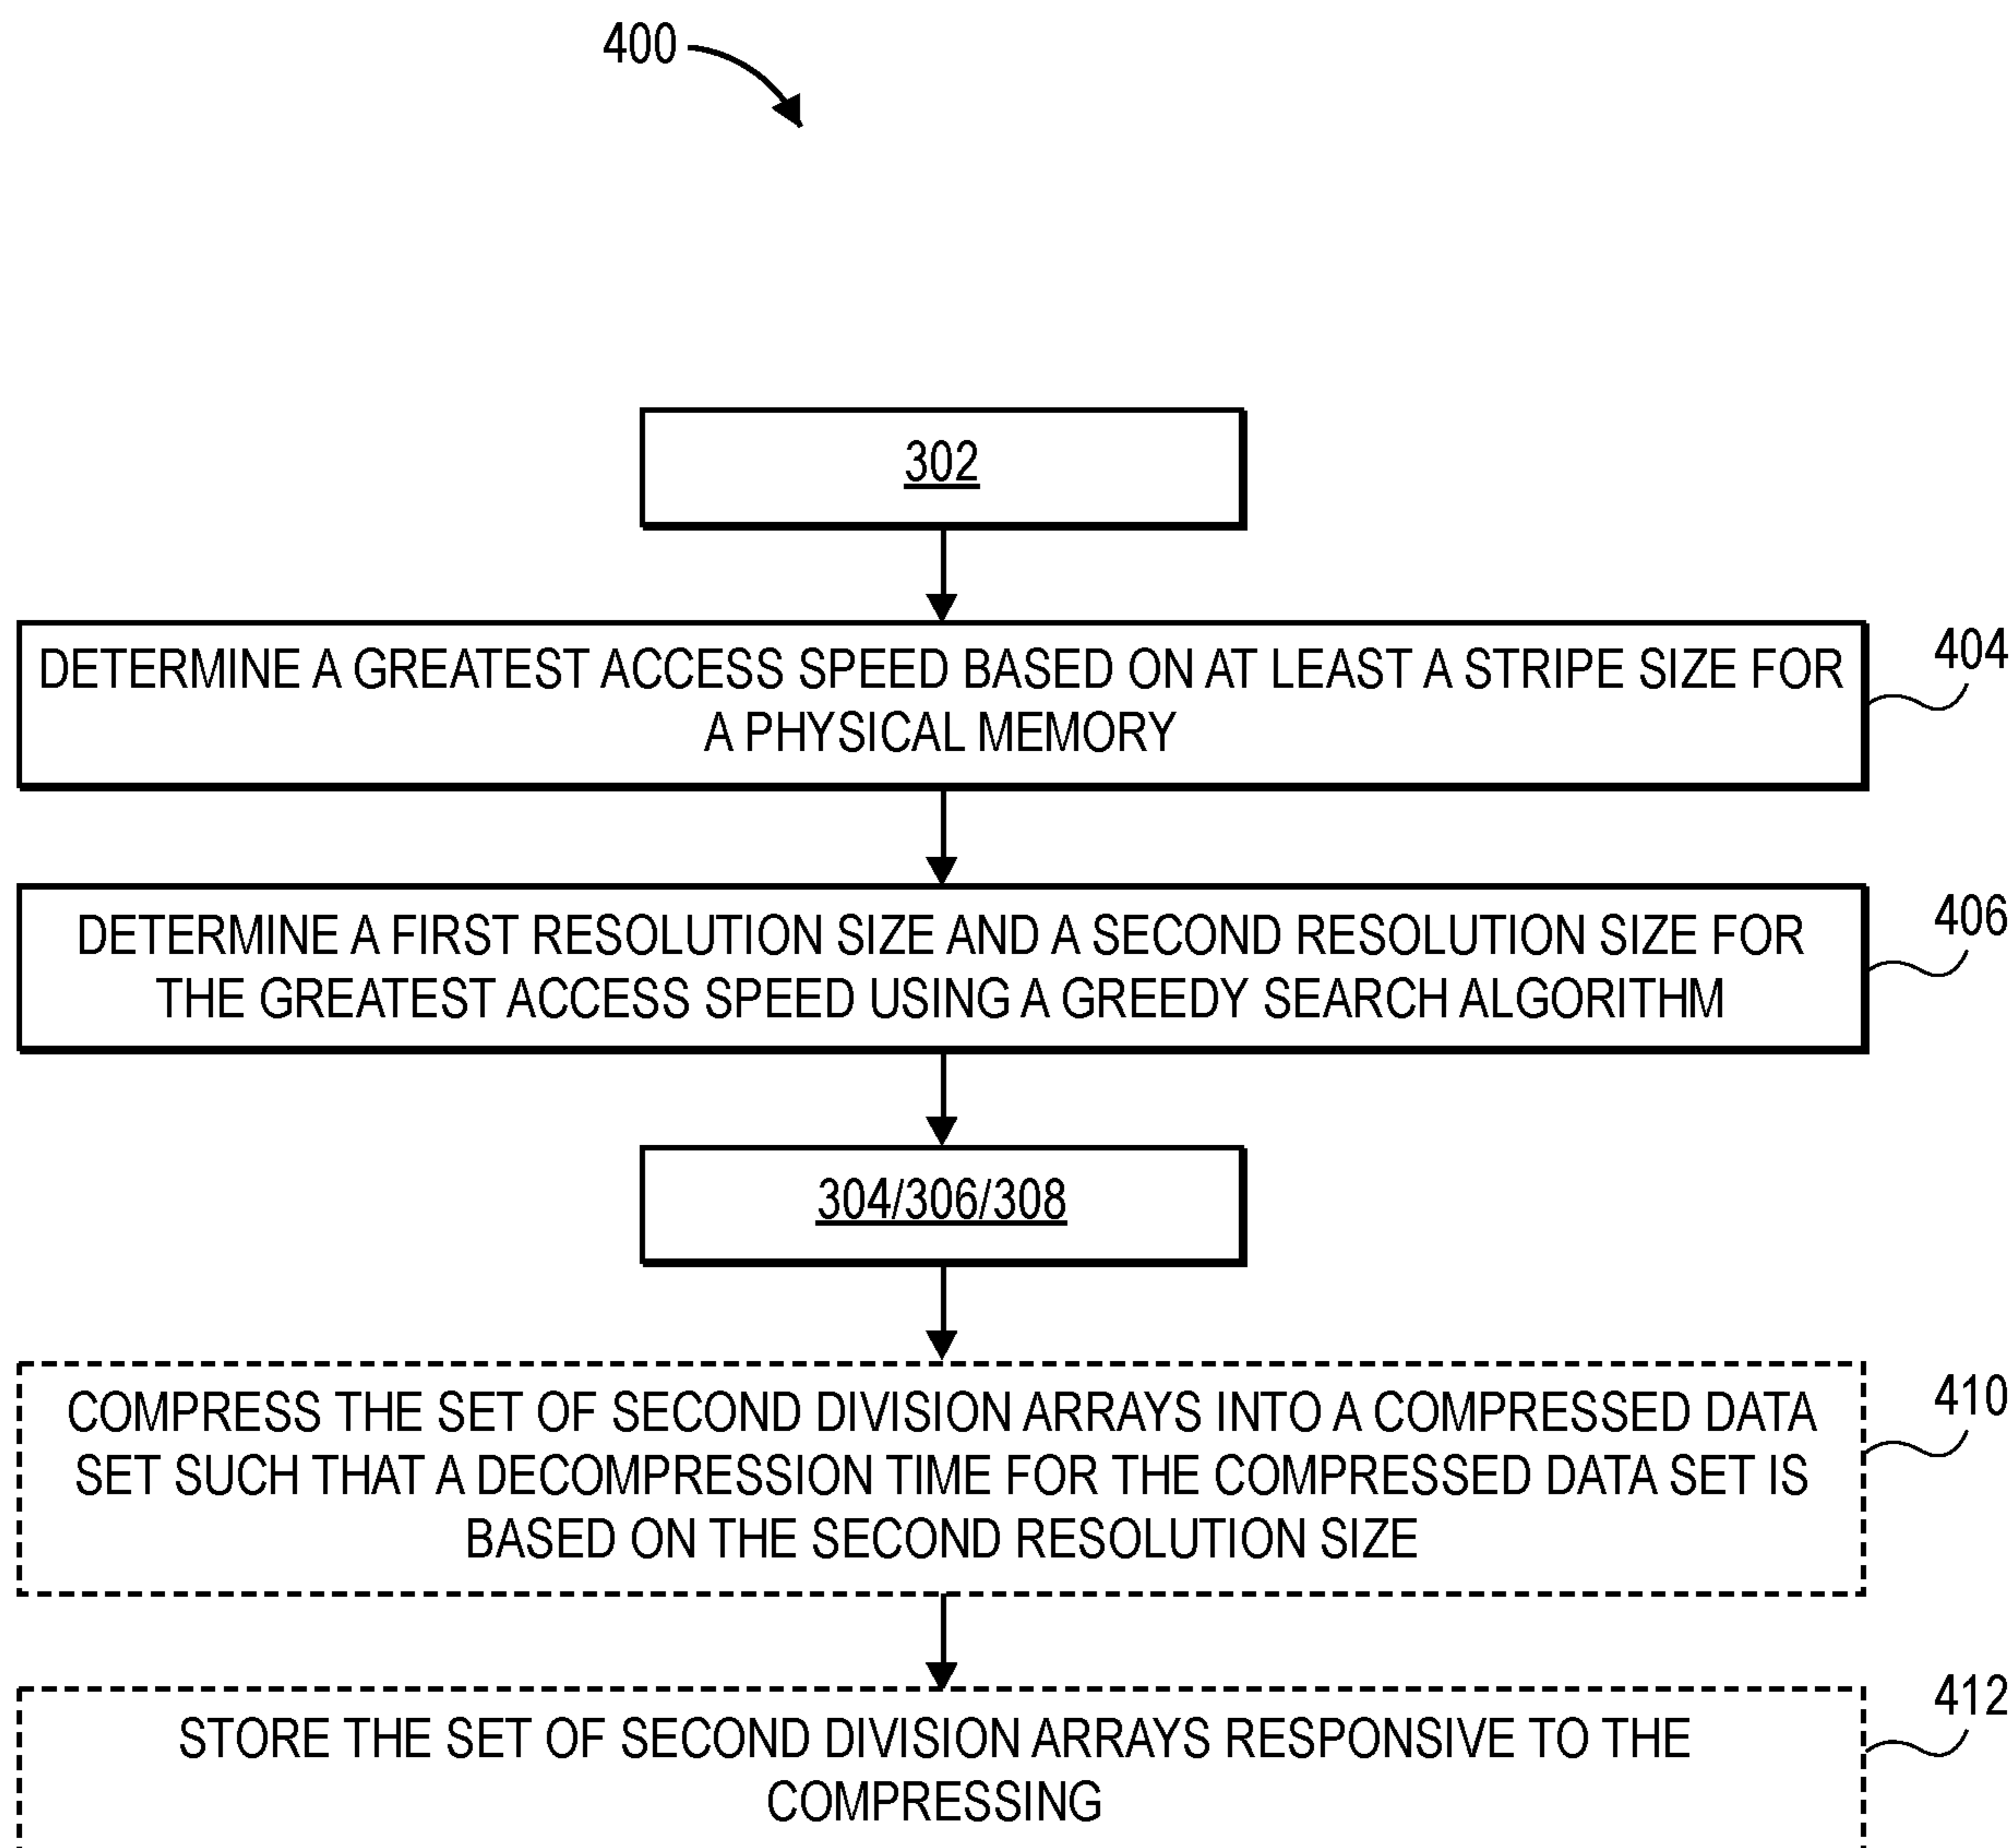 400
302
DETERMINE A GREATEST ACCESS SPEED BASED ON AT LEAST A STRIPE SIZE FOR
A PHYSICAL MEMORY
404
DETERMINE A FIRST RESOLUTION SIZE AND A SECOND RESOLUTION SIZE FOR
THE GREATEST ACCESS SPEED USING A GREEDY SEARCH ALGORITHM
406
304/306/308
COMPRESS THE SET OF SECOND DIVISION ARRAYS INTO A COMPRESSED DATA
SET SUCH THAT A DECOMPRESSION TIME FOR THE COMPRESSED DATA SET IS
BASED ON THE SECOND RESOLUTION SIZE
410
STORE THE SET OF SECOND DIVISION ARRAYS RESPONSIVE TO THE
COMPRESSING
412